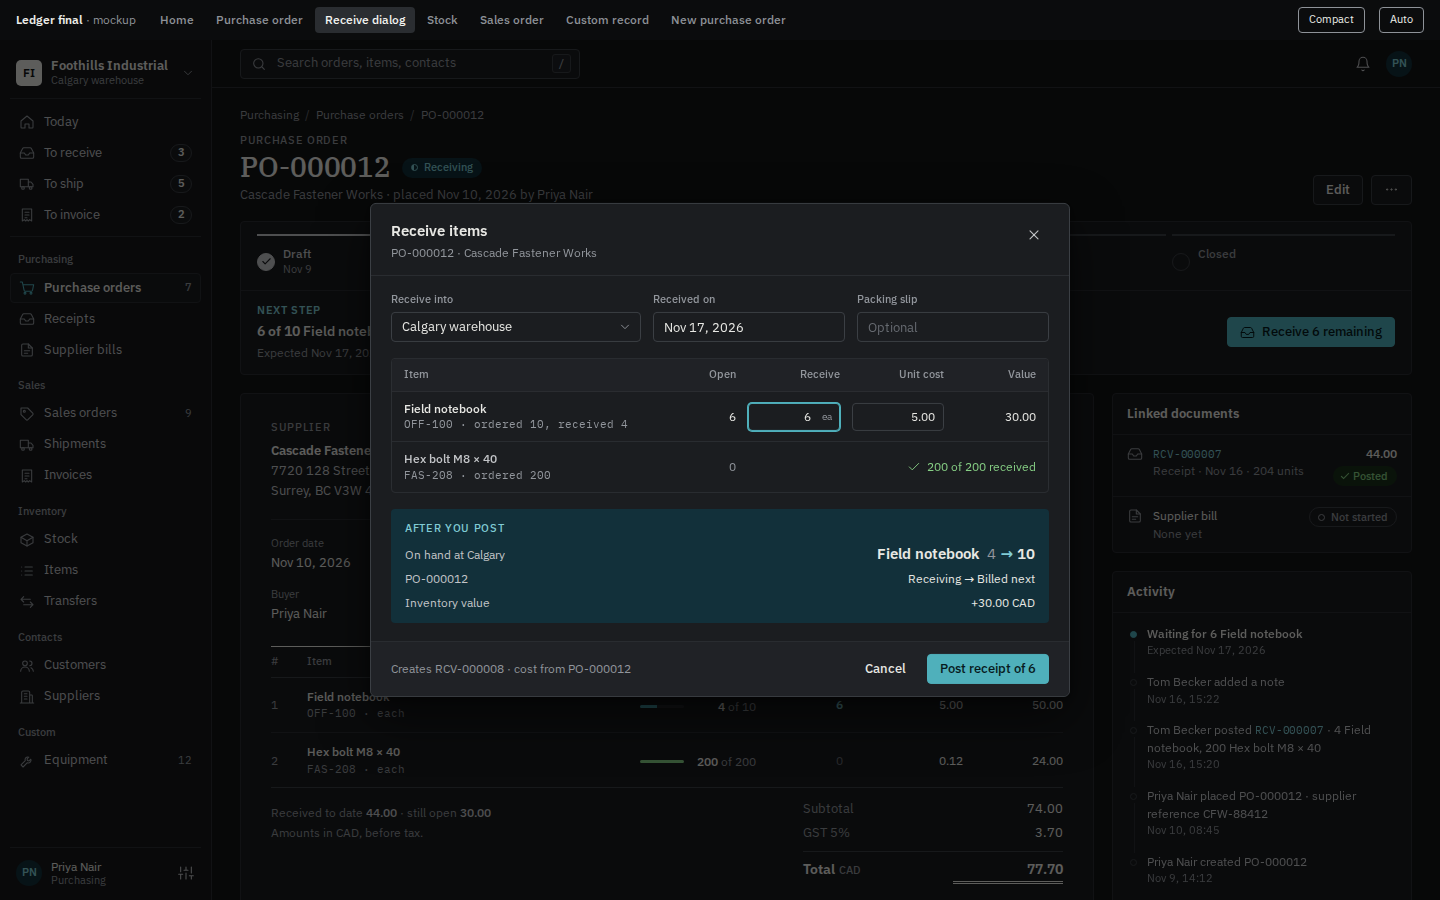 Ledger final · mockup
Home
Purchase order
Receive dialog
Stock
Sales order
Custom record
New purchase order
Compact
Auto
FI
Foothills Industrial
Calgary warehouse
Search orders, items, contacts
/
PN
Today
To receive
3
To ship
5
To invoice
2
Purchasing
Purchase orders
7
Receipts
Supplier bills
Sales
Sales orders
9
Shipments
Invoices
Inventory
Stock
Items
Transfers
Contacts
Customers
Suppliers
Custom
Equipment
12
PN
Priya Nair
Purchasing
Purchasing / Purchase orders / PO-000012
PURCHASE ORDER
PO-000012
Receiving
Cascade Fastener Works · placed Nov 10, 2026 by Priya Nair
Edit
···
Draft
Nov 9
Closed
NEXT STEP
6 of 10 Field note
Expected Nov 17, 20
Receive 6 remaining
Receive items
PO-000012 · Cascade Fastener Works
Receive into
Calgary warehouse
Received on
Nov 17, 2026
Packing slip
Optional
Item
Open
Receive
Unit cost
Value
Field notebook
OFF-100 · ordered 10, received 4
6
6 ea
5.00
30.00
Hex bolt M8 × 40
FAS-208 · ordered 200
0
200 of 200 received
AFTER YOU POST
On hand at Calgary
Field notebook 4 → 10
PO-000012
Receiving → Billed next
Inventory value
+30.00 CAD
Creates RCV-000008 · cost from PO-000012
Cancel
Post receipt of 6
SUPPLIER
Cascade Fastene
7720 128 Street
Surrey, BC V3W 4
Order date
Nov 10, 2026
Buyer
Priya Nair
#
Item
1
Field notebook
OFF-100 · each
4 of 10
6
5.00
50.00
2
Hex bolt M8 × 40
FAS-208 · each
200 of 200
0
0.12
24.00
Received to date 44.00 · still open 30.00
Amounts in CAD, before tax.
Subtotal
74.00
GST 5%
3.70
Total CAD
77.70
Linked documents
RCV-000007
44.00
Receipt · Nov 16 · 204 units
Posted
Supplier bill
None yet
Not started
Activity
Waiting for 6 Field notebook
Expected Nov 17, 2026
Tom Becker added a note
Nov 16, 15:22
Tom Becker posted RCV-000007 · 4 Field
notebook, 200 Hex bolt M8 × 40
Nov 16, 15:20
Priya Nair placed PO-000012 · supplier
reference CFW-88412
Nov 10, 08:45
Priya Nair created PO-000012
Nov 9, 14:12